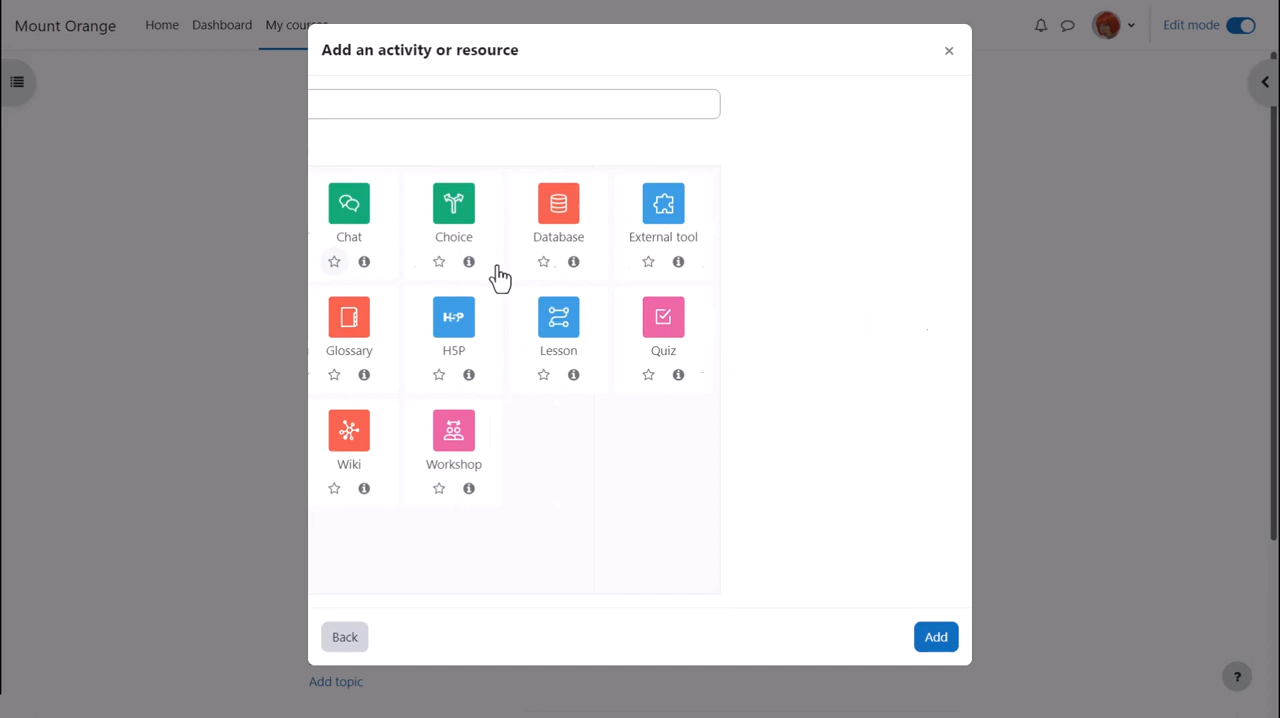 Mount Orange Home Dashboard My courses Edit mode
Add an activity or resource
Chat Choice Database External tool
Glossary H5P Lesson Quiz
Wiki Workshop
Back Add
Add topic ?